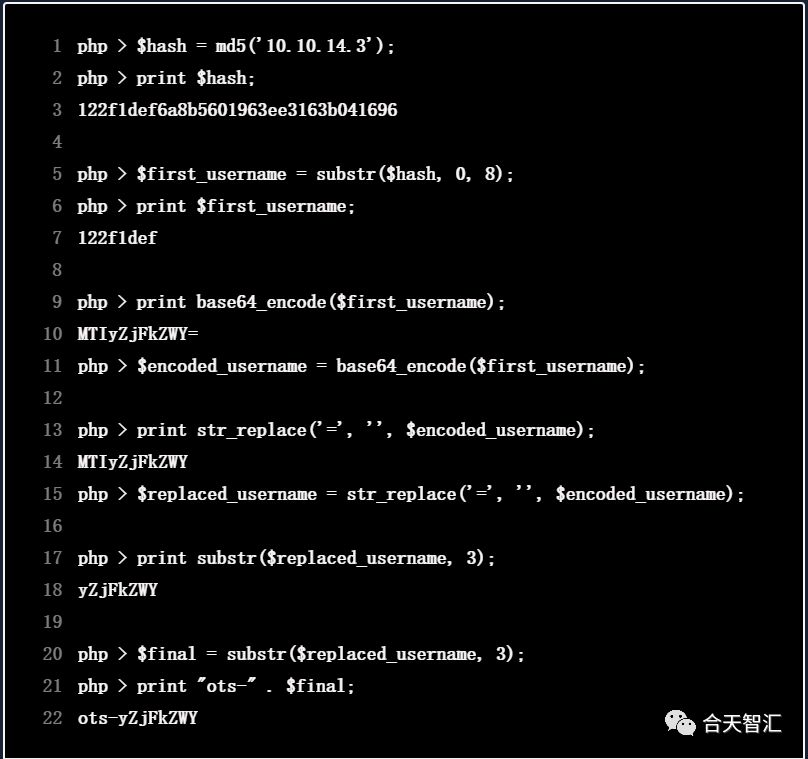 1 php > $hash = md5('10.10.14.3');
2 php > print $hash;
3 122f1def6a8b5601963ee3163b041696
4
5 php > $first_username = substr($hash, 0, 8);
6 php > print $first_username;
7 122f1def
8
9 php > print base64_encode($first_username);
10 MTIyZjFkZWY=
11 php > $encoded_username = base64_encode($first_username);
12
13 php > print str_replace('=', '', $encoded_username);
14 MTIyZjFkZWY
15 php > $replaced_username = str_replace('=', '', $encoded_username);
16
17 php > print substr($replaced_username, 3);
18 yZjFkZWY
19
20 php > $final = substr($replaced_username, 3);
21 php > print "ots-" . $final;
22 ots-yZjFkZWY
合天智汇